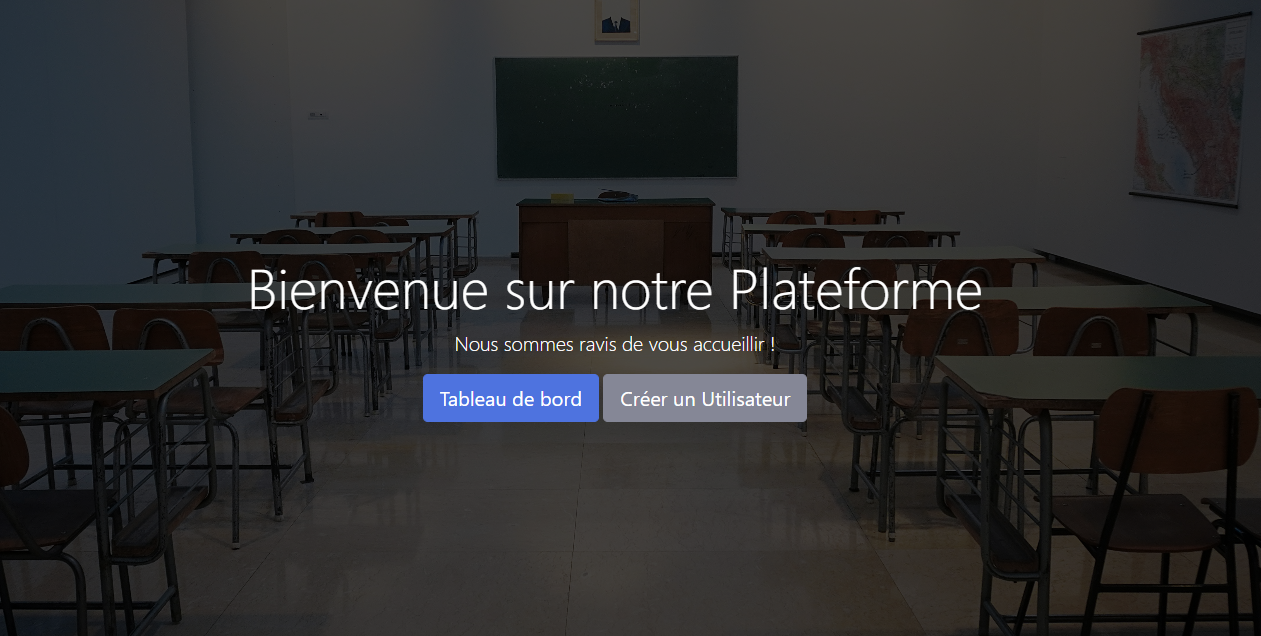 Bienvenue sur notre Plateforme
Nous sommes ravis de vous accueillir !
Tableau de bord
Créer un Utilisateur